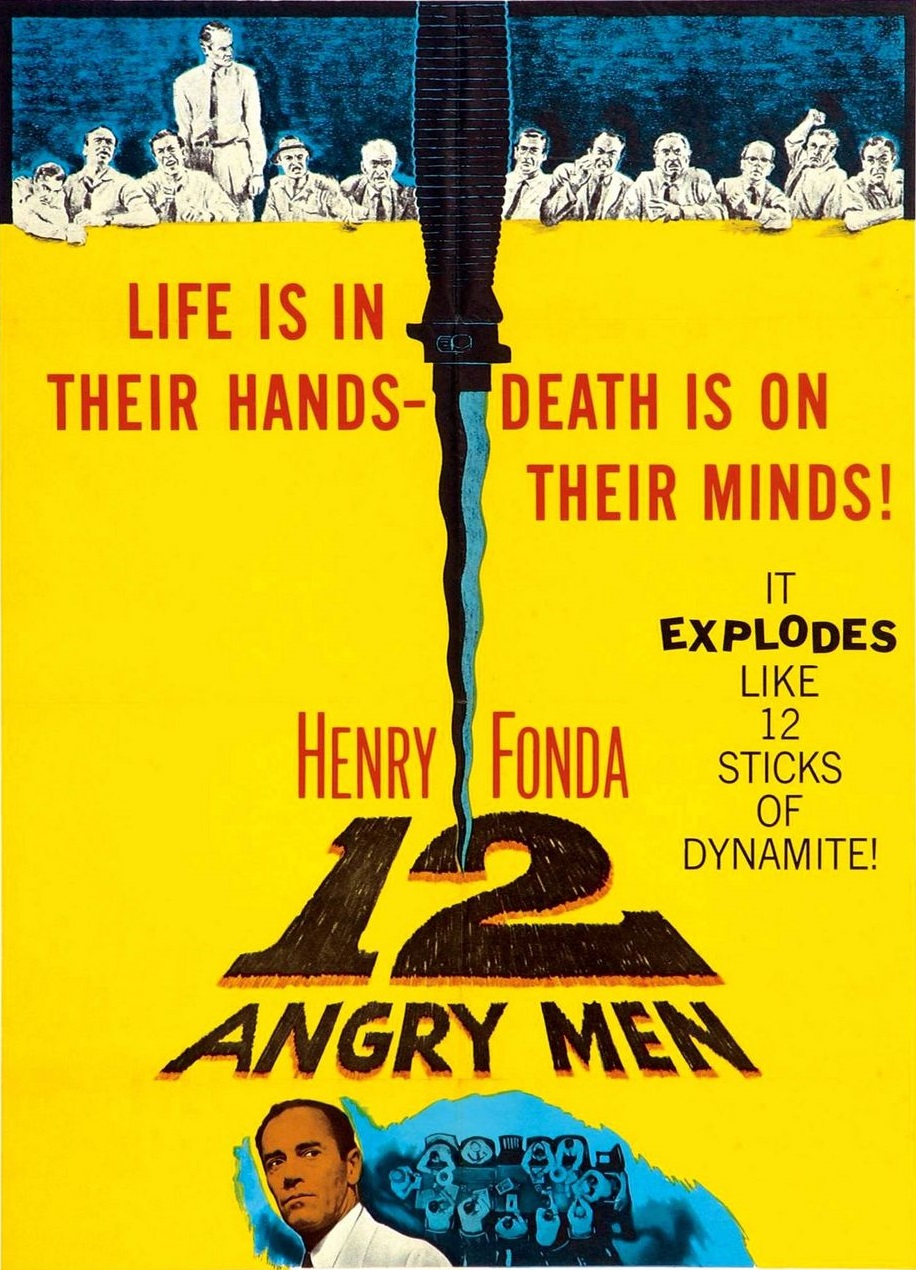 LIFE IS IN
THEIR HANDS-
DEATH IS ON
THEIR MINDS!
IT
EXPLODES
LIKE
12
STICKS
OF
DYNAMITE!
HENRY FONDA
12
ANGRY MEN